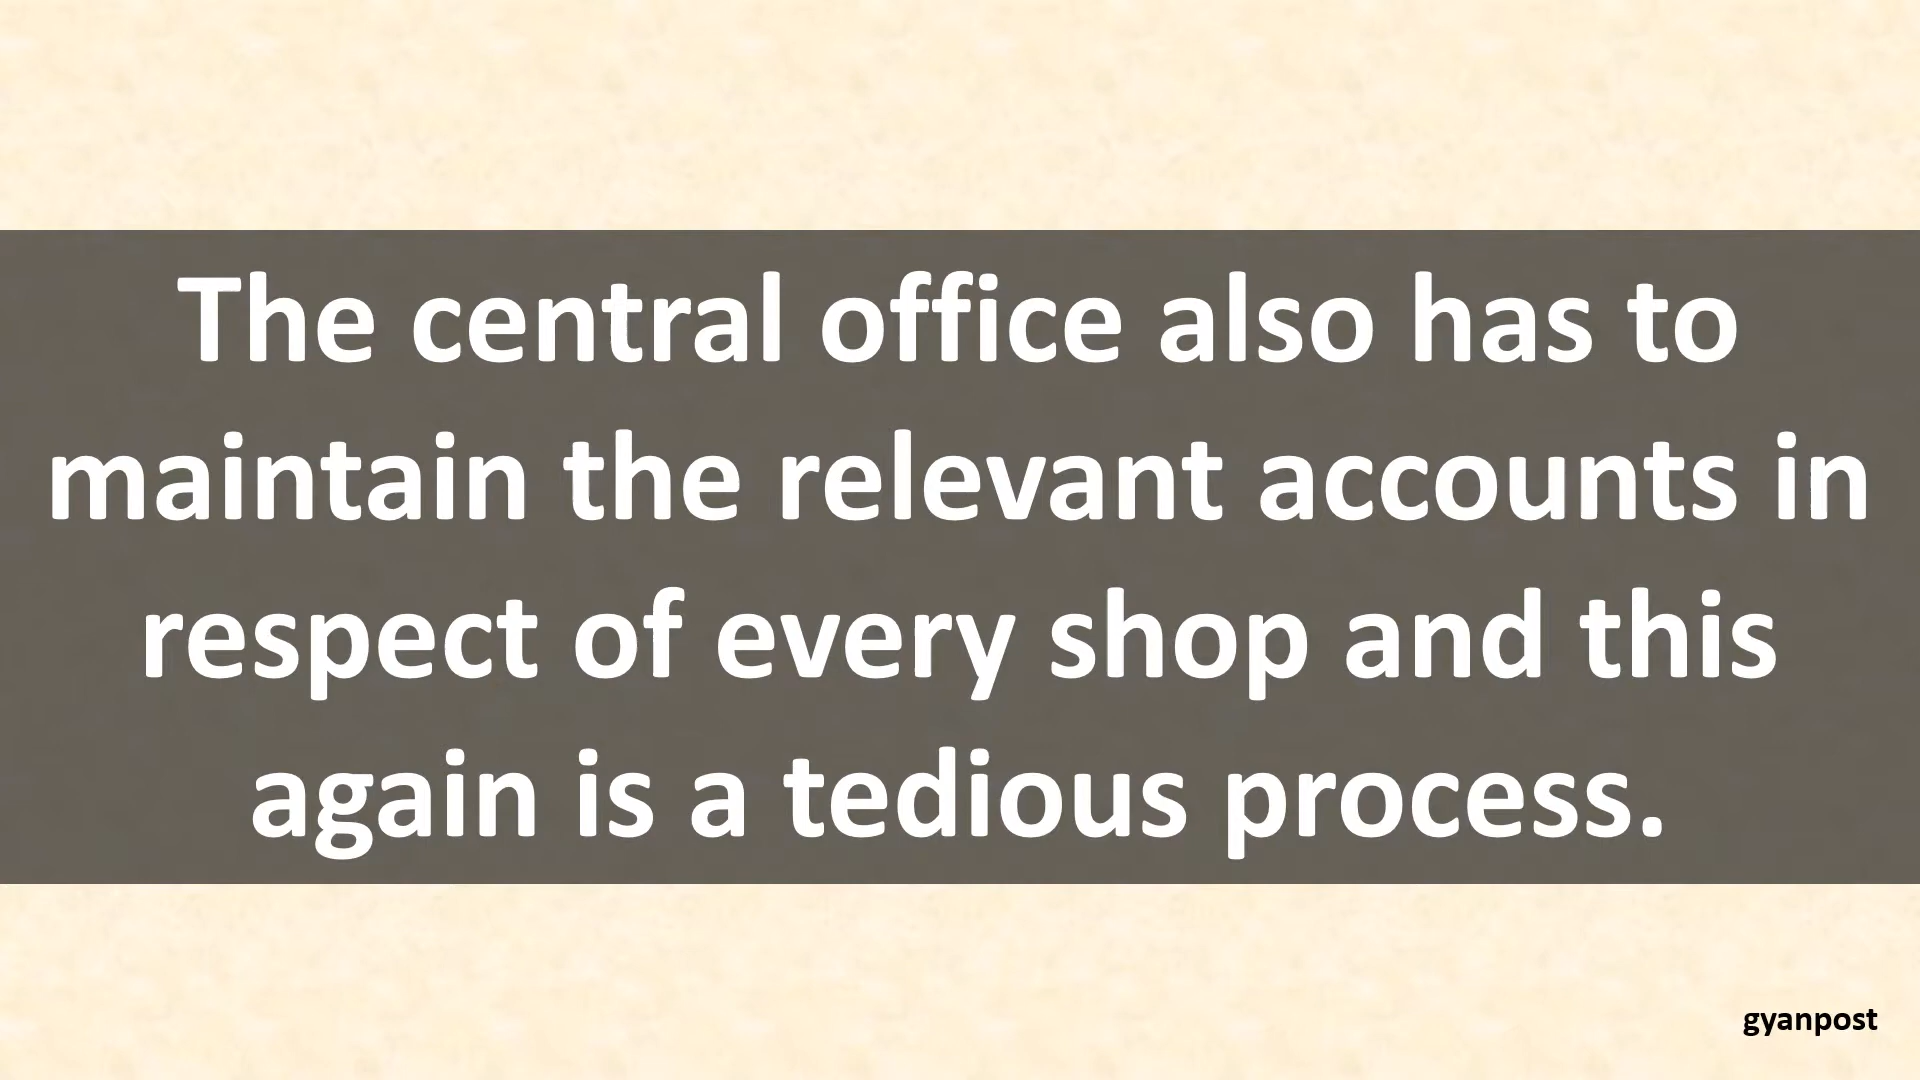 The central office also has to
maintain the relevant accounts in
respect of every shop and this
again is a tedious process.
gyanpost